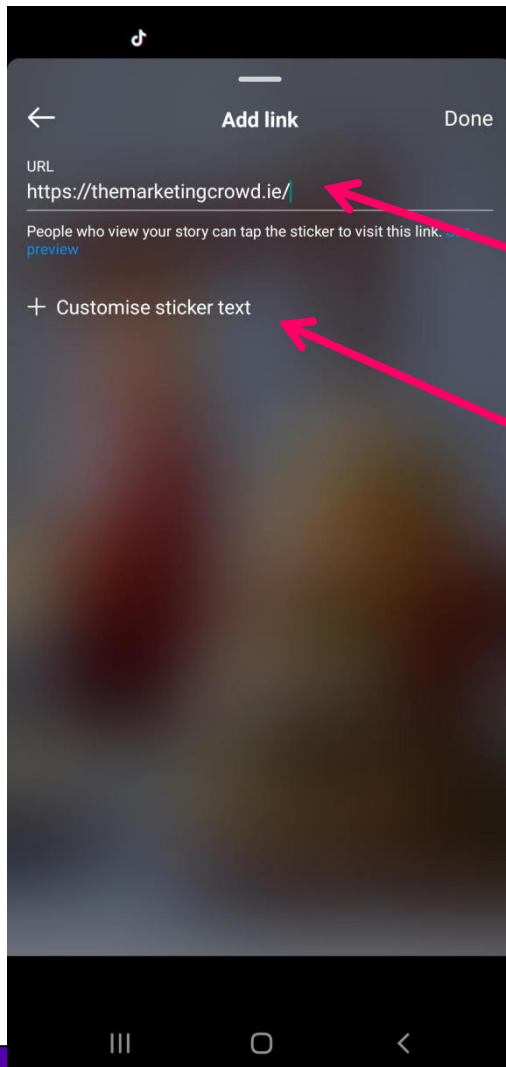 Add link
Done
URL
https://themarketingcrowd.ie/
People who view your story can tap the sticker to visit this link.
preview
+ Customise sticker text